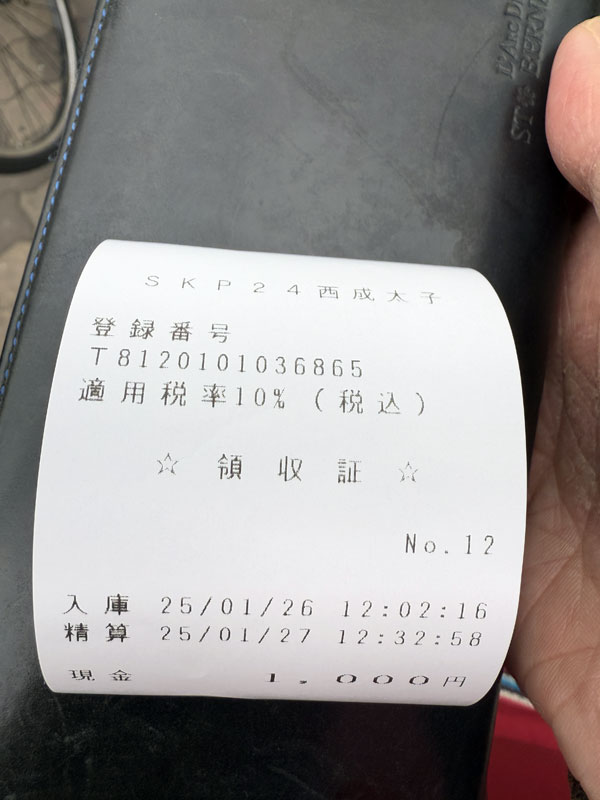 SKP24西成太子
登録番号
T8120101036865
適用税率10%(税込)
☆ 領収証 ☆
No.12
入庫 25/01/26 12:02:16
精算 25/01/27 12:32:58
現金 1,000円